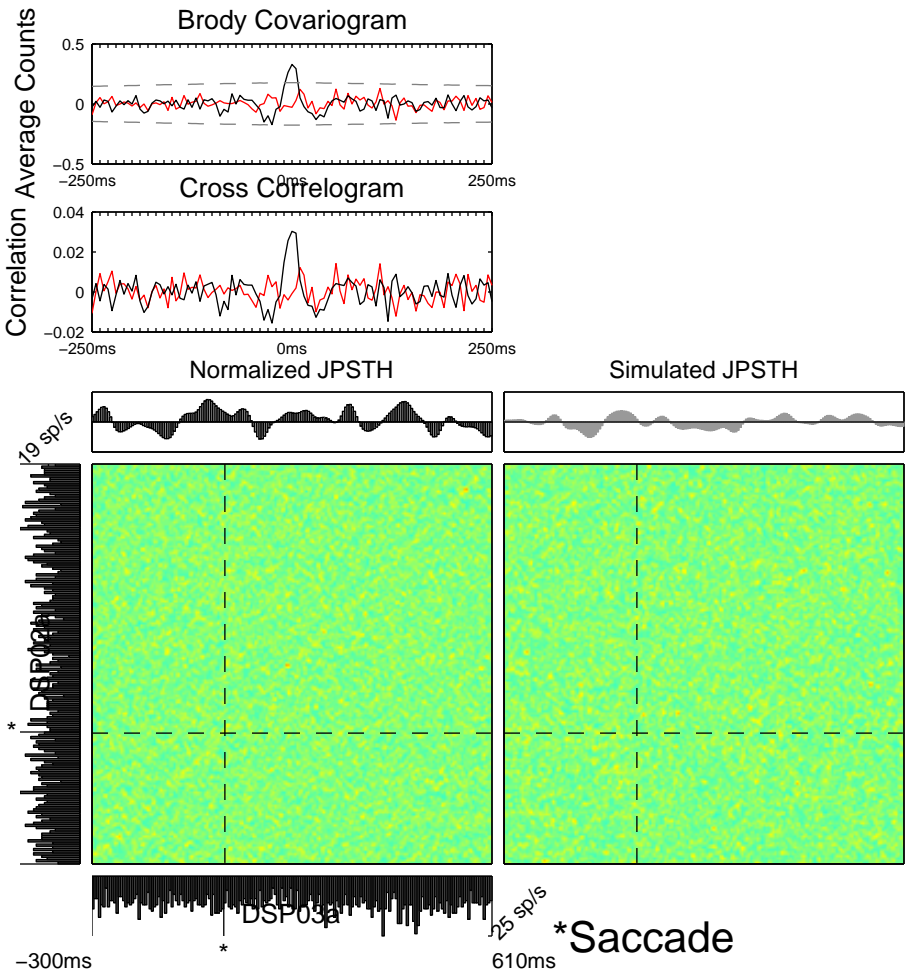 Brody Covariogram
Average Counts
0.5
0
−0.5
−250ms
0ms
250ms
Cross Correlogram
Correlation
0.04
0.02
0
−0.02
−250ms
0ms
250ms
Normalized JPSTH
Simulated JPSTH
19 sp/s
*
DSP03a
25 sp/s
*
*Saccade
−300ms
610ms